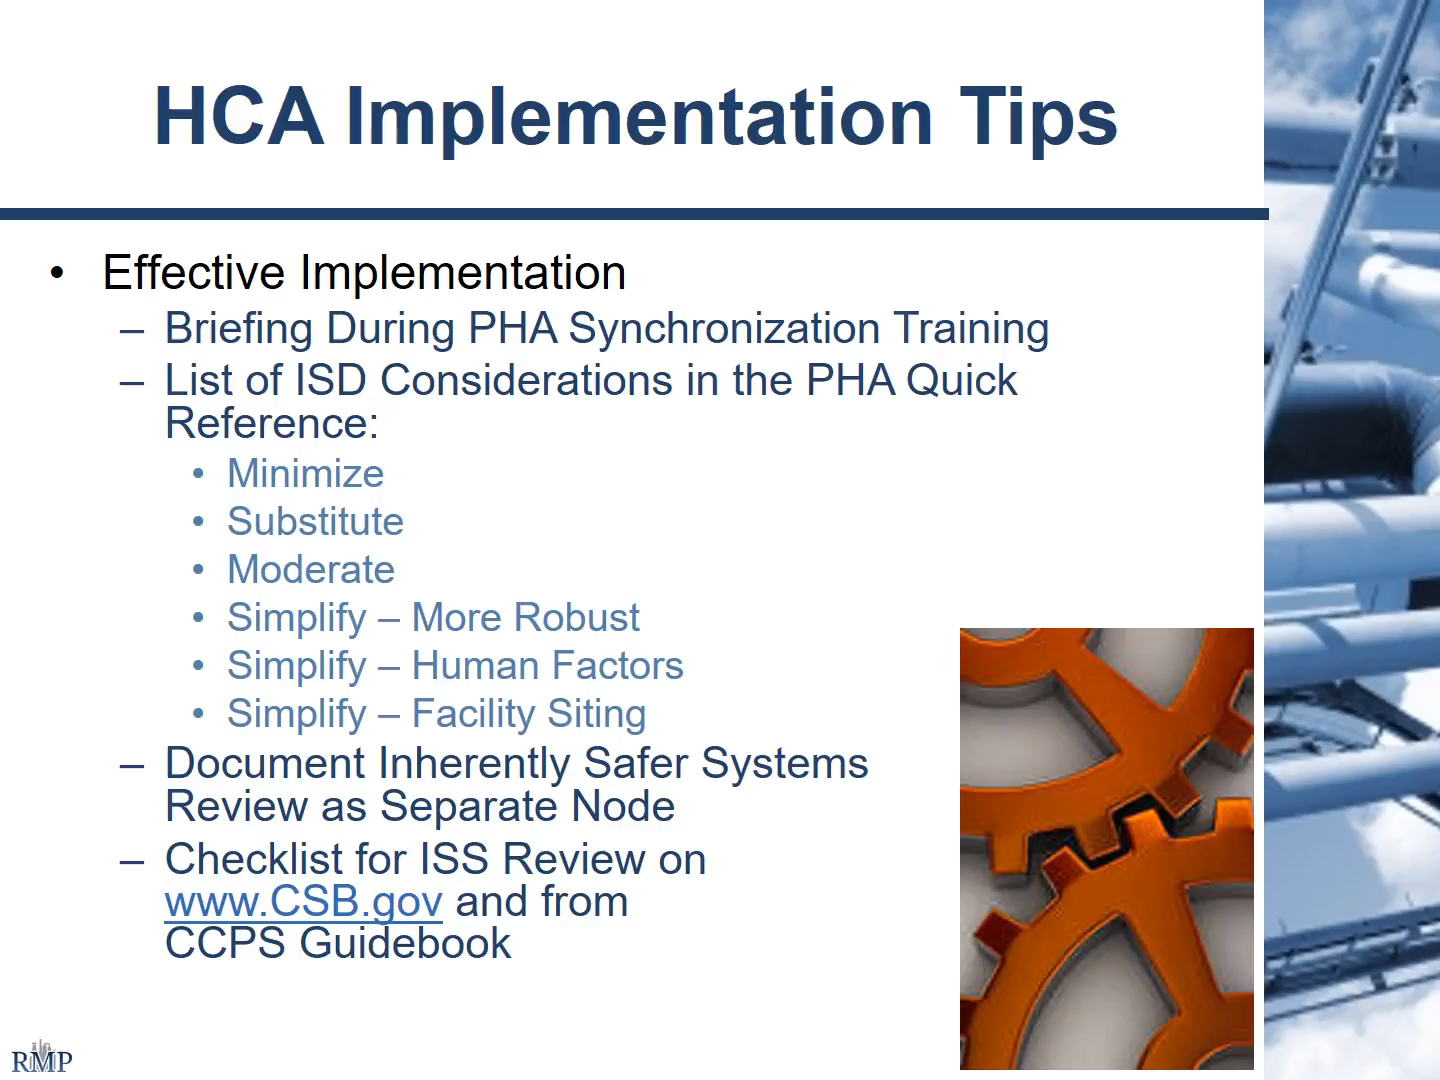 HCA Implementation Tips
• Effective Implementation
– Briefing During PHA Synchronization Training
– List of ISD Considerations in the PHA Quick
Reference:
• Minimize
• Substitute
• Moderate
• Simplify – More Robust
• Simplify – Human Factors
• Simplify – Facility Siting
– Document Inherently Safer Systems
Review as Separate Node
– Checklist for ISS Review on
www.CSB.gov and from
CCPS Guidebook
RMP